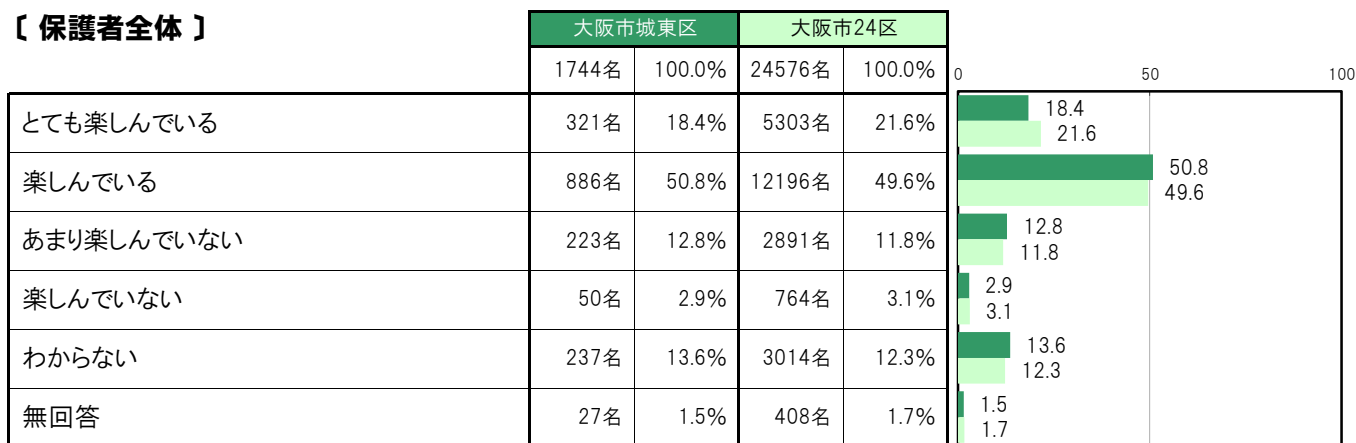 〔 保護者全体 〕
大阪市城東区 大阪市24区
1744名 100.0% 24576名 100.0% 0 50 100
とても楽しんでいる 321名 18.4% 5303名 21.6% 18.4
21.6
楽しんでいる 886名 50.8% 12196名 49.6% 50.8
49.6
あまり楽しんでいない 223名 12.8% 2891名 11.8% 12.8
11.8
楽しんでいない 50名 2.9% 764名 3.1% 2.9
3.1
わからない 237名 13.6% 3014名 12.3% 13.6
12.3
無回答 27名 1.5% 408名 1.7% 1.5
1.7